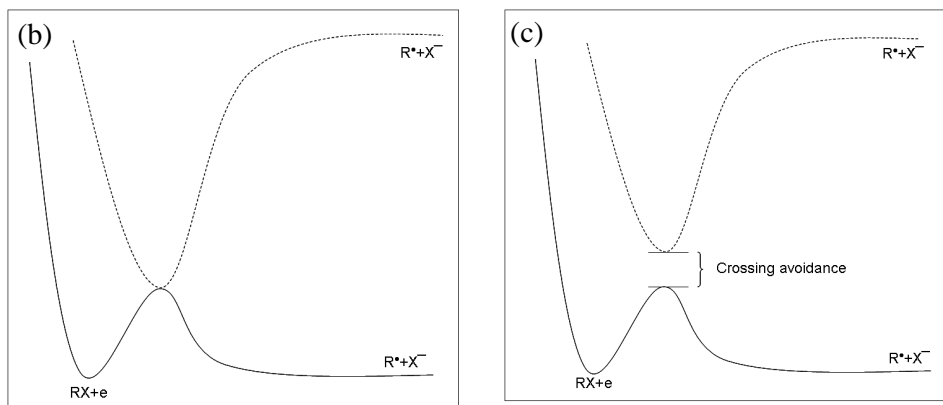 (b)
R•+X⁻
R•+X⁻
RX+e
(c)
R•+X⁻
Crossing avoidance
R•+X⁻
RX+e